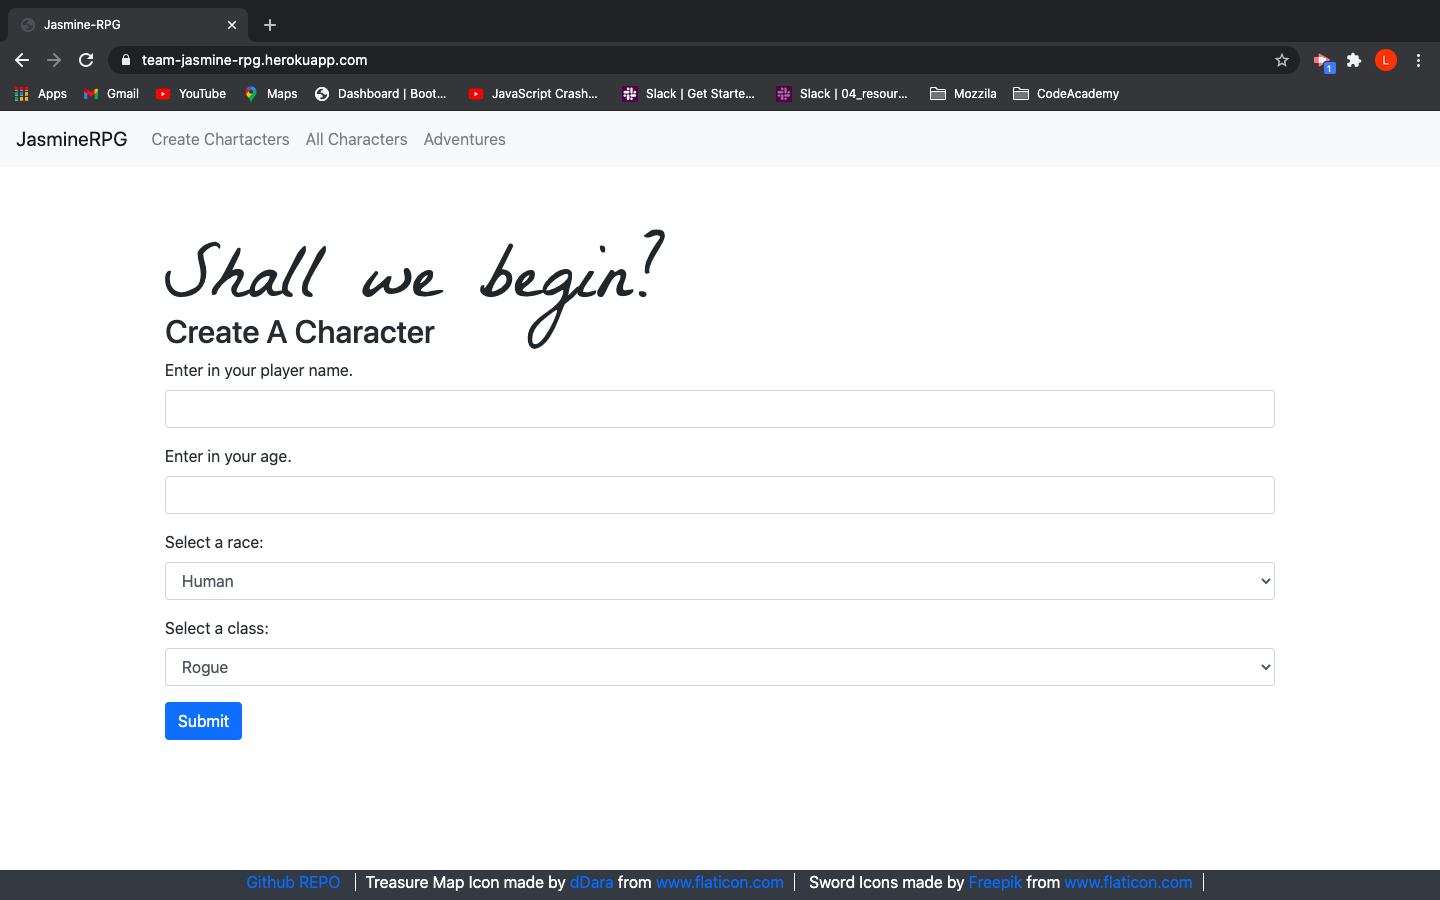 Jasmine-RPG
team-jasmine-rpg.herokuapp.com
L
1
Apps Gmail YouTube Maps Dashboard | Boot... JavaScript Crash... Slack | Get Starte... Slack | 04_resour... Mozzila CodeAcademy
JasmineRPG Create Chartacters All Characters Adventures
Shall we begin?
Create A Character
Enter in your player name.
Enter in your age.
Select a race:
Human
Select a class:
Rogue
Submit
Github REPO | Treasure Map Icon made by dDara from www.flaticon.com | Sword Icons made by Freepik from www.flaticon.com |